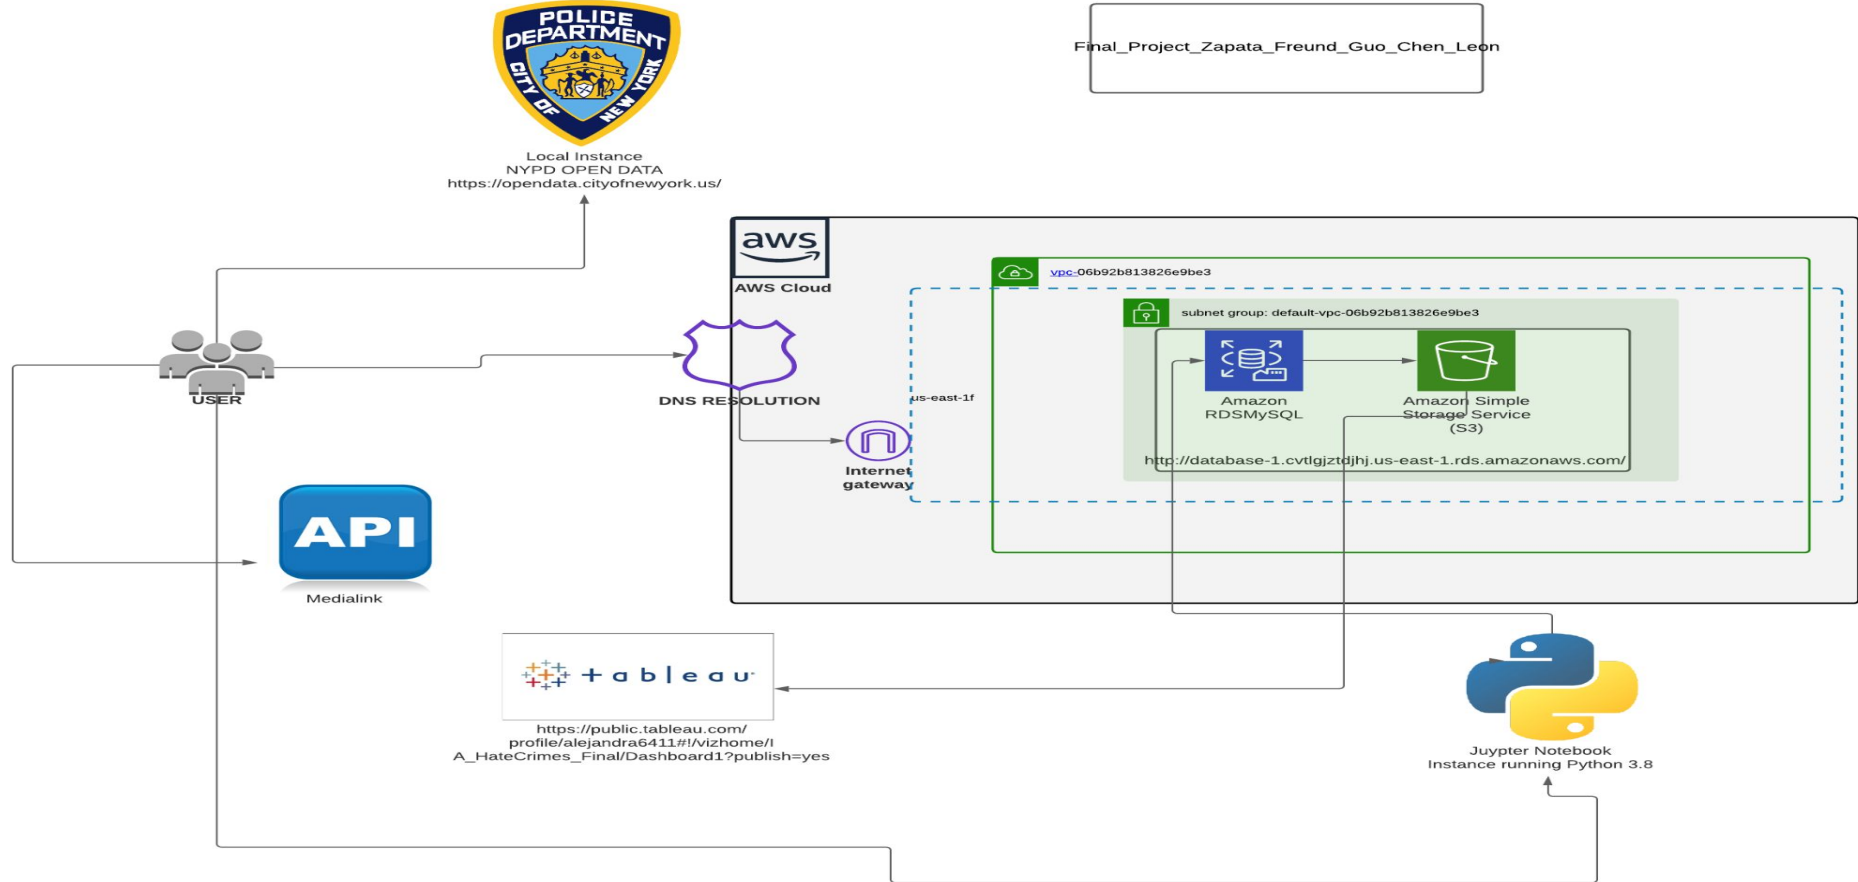 POLICE
DEPARTMENT
CITY OF
NEW YORK
Final_Project_Zapata_Freund_Guo_Chen_Leon
Local Instance
NYPD OPEN DATA
https://opendata.cityofnewyork.us/
aws
AWS Cloud
vpc-06b92b813826e9be3
subnet group: default-vpc-06b92b813826e9be3
USER
DNS RESOLUTION
us-east-1f
Amazon
RDSMySQL
Amazon Simple
Storage Service
(S3)
Internet
gateway
http://database-1.cvtlgjztdjhj.us-east-1.rds.amazonaws.com/
API
Medialink
+ableau
https://public.tableau.com/
profile/alejandra6411#!/vizhome/I
A_HateCrimes_Final/Dashboard1?publish=yes
Juypter Notebook
Instance running Python 3.8